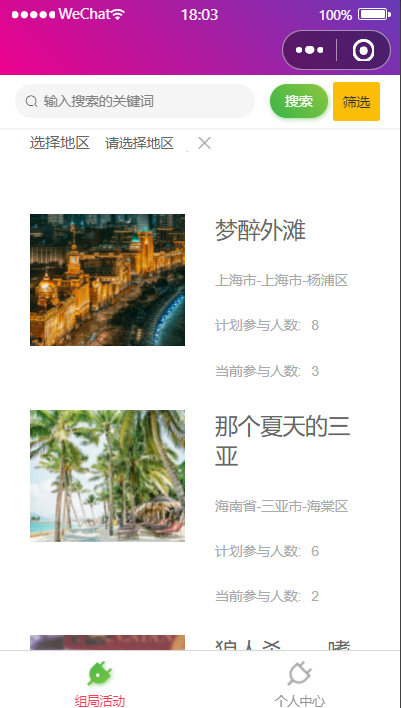 WeChat 18:03 100%
输入搜索的关键词 搜索 筛选
选择地区 请选择地区
梦醉外滩
上海市-上海市-杨浦区
计划参与人数: 8
当前参与人数: 3
那个夏天的三
亚
海南省-三亚市-海棠区
计划参与人数: 6
当前参与人数: 2
组局活动 个人中心